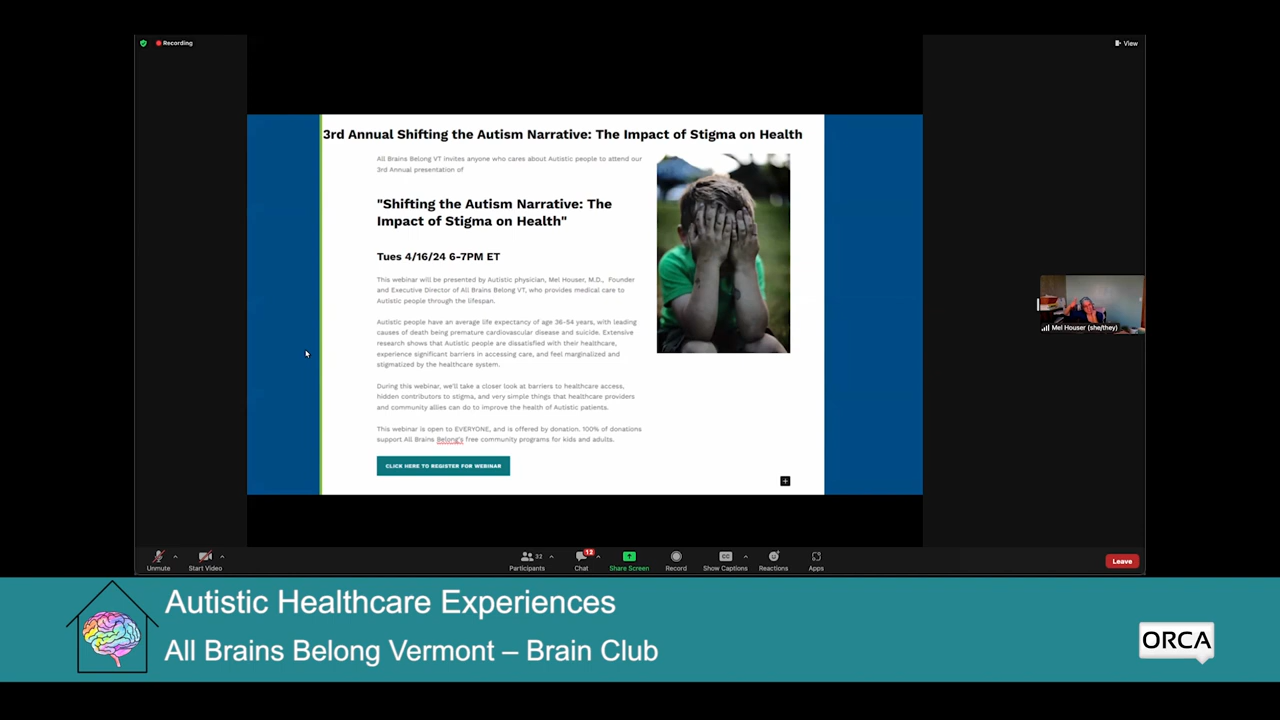 Recording
View
3rd Annual Shifting the Autism Narrative: The Impact of Stigma on Health
All Brains Belong VT invites anyone who cares about Autistic people to attend our
3rd Annual presentation of
"Shifting the Autism Narrative: The
Impact of Stigma on Health"
Tues 4/16/24 6-7PM ET
This webinar will be presented by Autistic physician, Mel Houser, M.D., Founder
and Executive Director of All Brains Belong VT, who provides medical care to
Autistic people through the lifespan.
Autistic people have an average life expectancy of age 36-54 years, with leading
causes of death being premature cardiovascular disease and suicide. Extensive
research shows that Autistic people are dissatisfied with their healthcare,
experience significant barriers in accessing care, and feel marginalized and
stigmatized by the healthcare system.
During this webinar, we'll take a closer look at barriers to healthcare access,
hidden contributors to stigma, and very simple things that healthcare providers
and community allies can do to improve the health of Autistic patients.
This webinar is open to EVERYONE, and is offered by donation. 100% of donations
support All Brains Belong's free community programs for kids and adults.
CLICK HERE TO REGISTER FOR WEBINAR
Mel Houser (she/they)
Unmute
Start Video
32
Participants
12
Chat
Share Screen
Record
CC
Show Captions
Reactions
Apps
Leave
Autistic Healthcare Experiences
All Brains Belong Vermont – Brain Club
ORCA